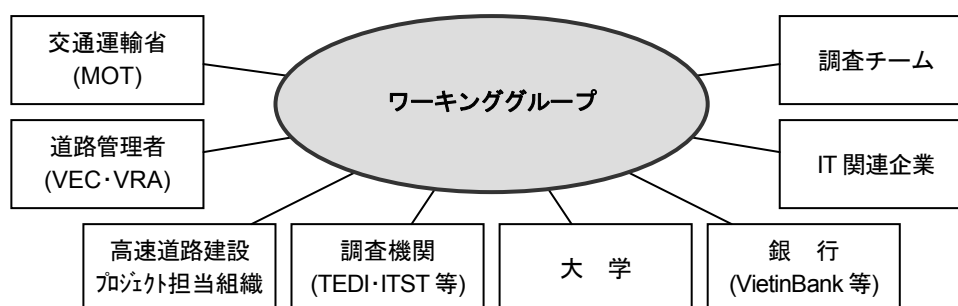 交通運輸省
(MOT)
ワーキンググループ
調査チーム
道路管理者
(VEC･VRA)
IT 関連企業
高速道路建設
ﾌﾟﾛｼﾞｪｸﾄ担当組織
調査機関
(TEDI･ITST 等)
大　学
銀　行
(VietinBank 等)